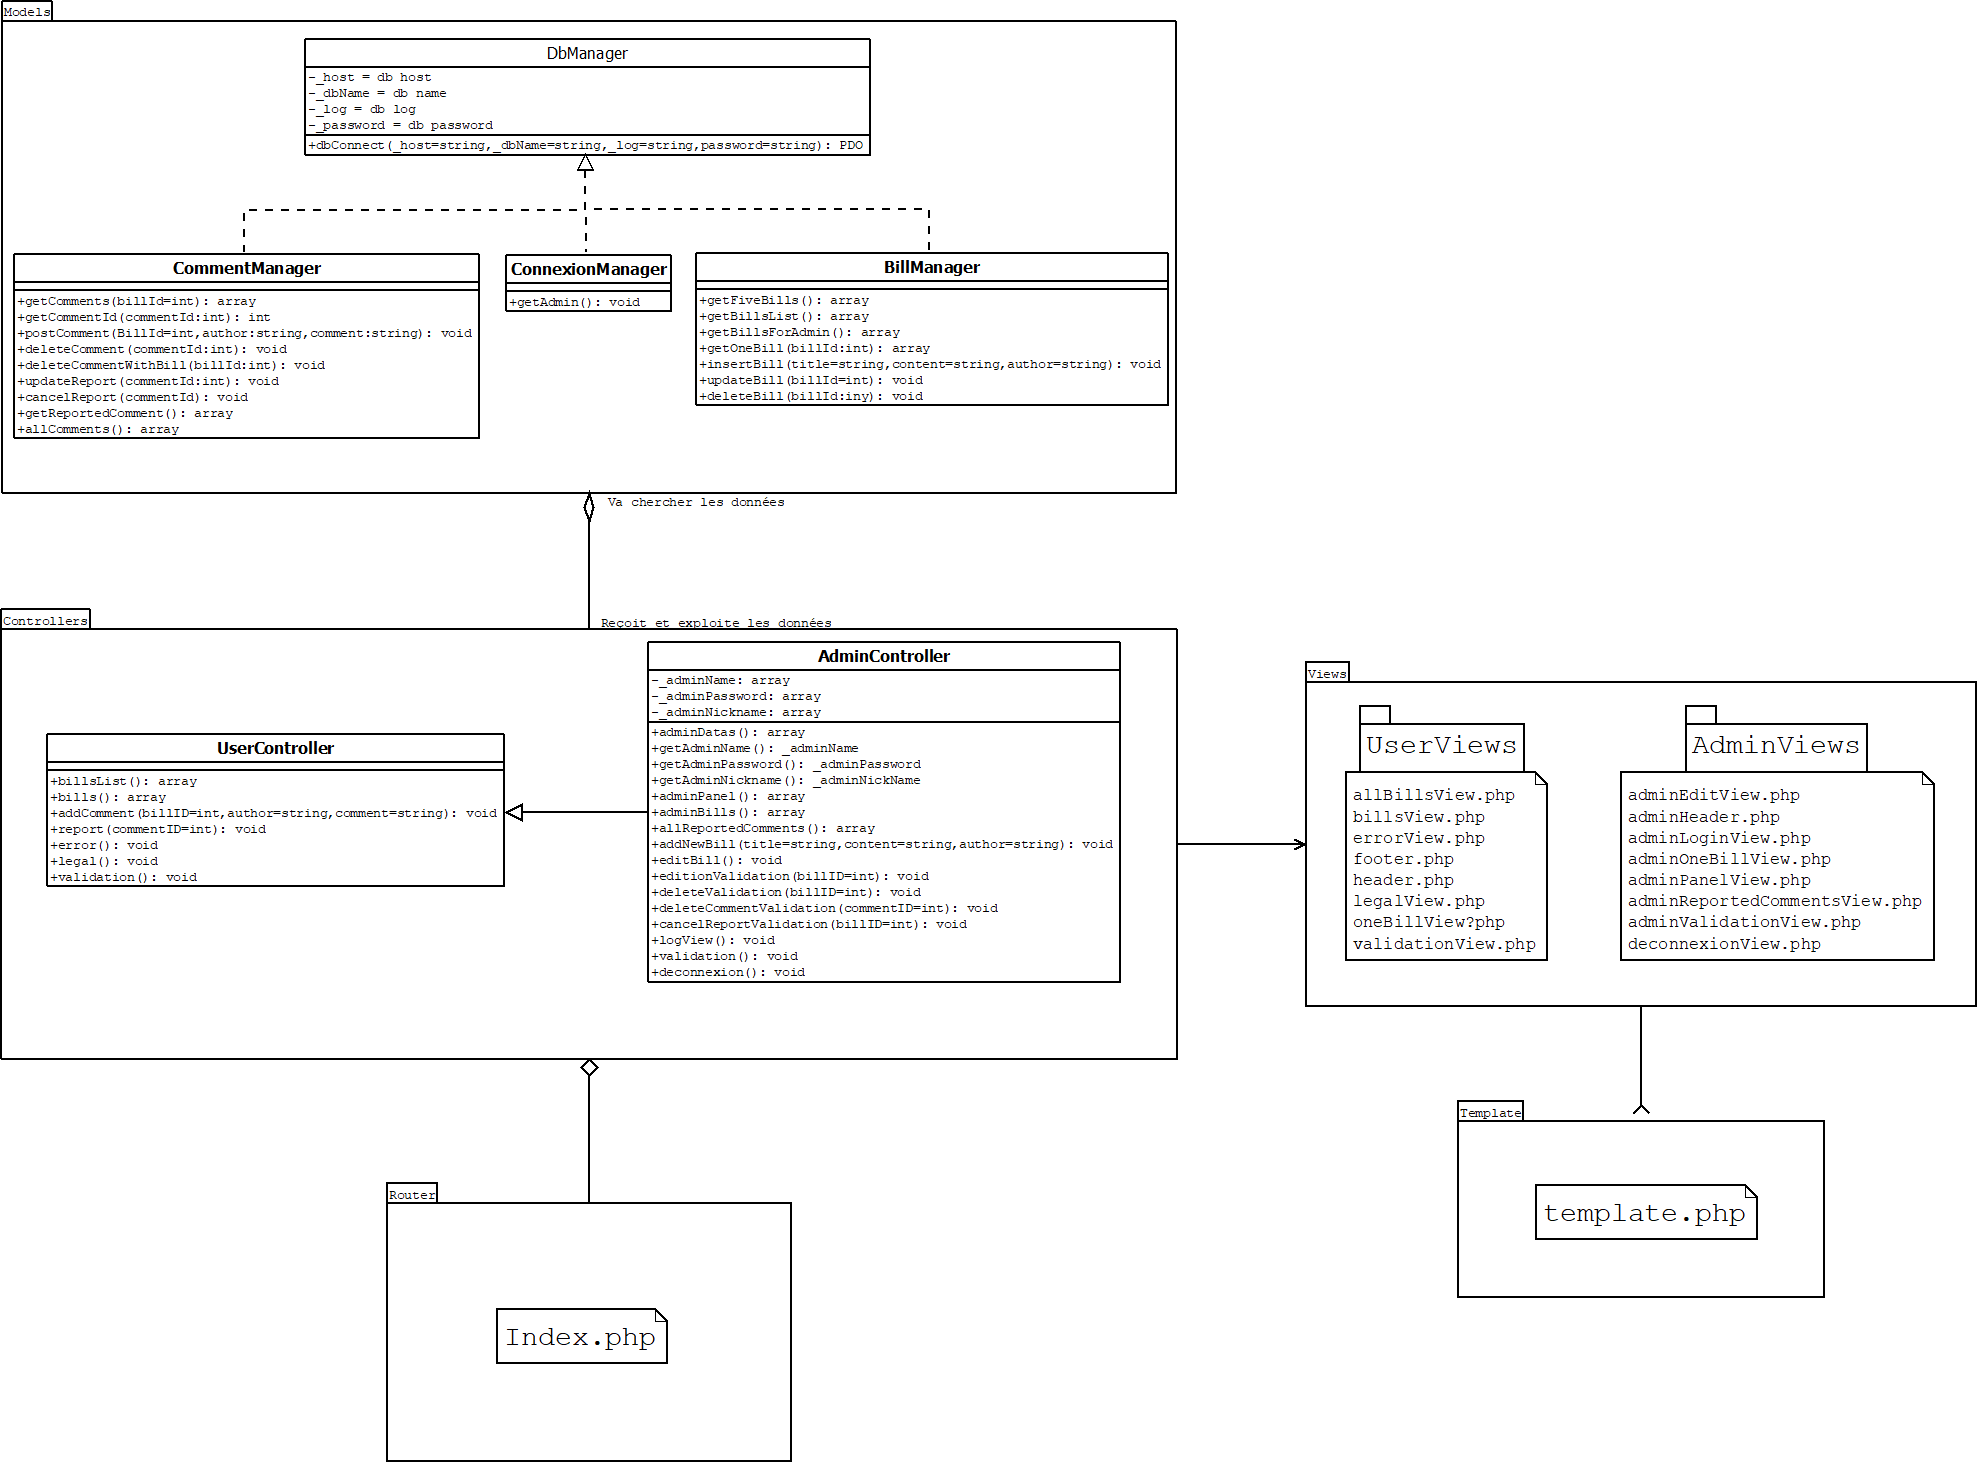 Models
DbManager
-_host = db host
-_dbName = db name
-_log = db log
-_password = db password
+dbConnect(_host=string,_dbName=string,_log=string,password=string): PDO
CommentManager
+getComments(billId=int): array
+getCommentId(commentId:int): int
+postComment(BillId=int,author:string,comment:string): void
+deleteComment(commentId:int): void
+deleteCommentWithBill(billId:int): void
+updateReport(commentId:int): void
+cancelReport(commentId): void
+getReportedComment(): array
+allComments(): array
ConnexionManager
+getAdmin(): void
BillManager
+getFiveBills(): array
+getBillsList(): array
+getBillsForAdmin(): array
+getOneBill(billId:int): array
+insertBill(title=string,content=string,author=string): void
+updateBill(billId=int): void
+deleteBill(billId:iny): void
Va chercher les données
Reçoit et exploite les données
Controllers
UserController
+billsList(): array
+bills(): array
+addComment(billID=int,author=string,comment=string): void
+report(commentID=int): void
+error(): void
+legal(): void
+validation(): void
AdminController
-_adminName: array
-_adminPassword: array
-_adminNickname: array
+adminDatas(): array
+getAdminName(): _adminName
+getAdminPassword(): _adminPassword
+getAdminNickname(): _adminNickName
+adminPanel(): array
+adminBills(): array
+allReportedComments(): array
+addNewBill(title=string,content=string,author=string): void
+editBill(): void
+editionValidation(billID=int): void
+deleteValidation(billID=int): void
+deleteCommentValidation(commentID=int): void
+cancelReportValidation(billID=int): void
+logView(): void
+validation(): void
+deconnexion(): void
Views
UserViews
allBillsView.php
billsView.php
errorView.php
footer.php
header.php
legalView.php
oneBillView?php
validationView.php
AdminViews
adminEditView.php
adminHeader.php
adminLoginView.php
adminOneBillView.php
adminPanelView.php
adminReportedCommentsView.php
adminValidationView.php
deconnexionView.php
Template
template.php
Router
Index.php